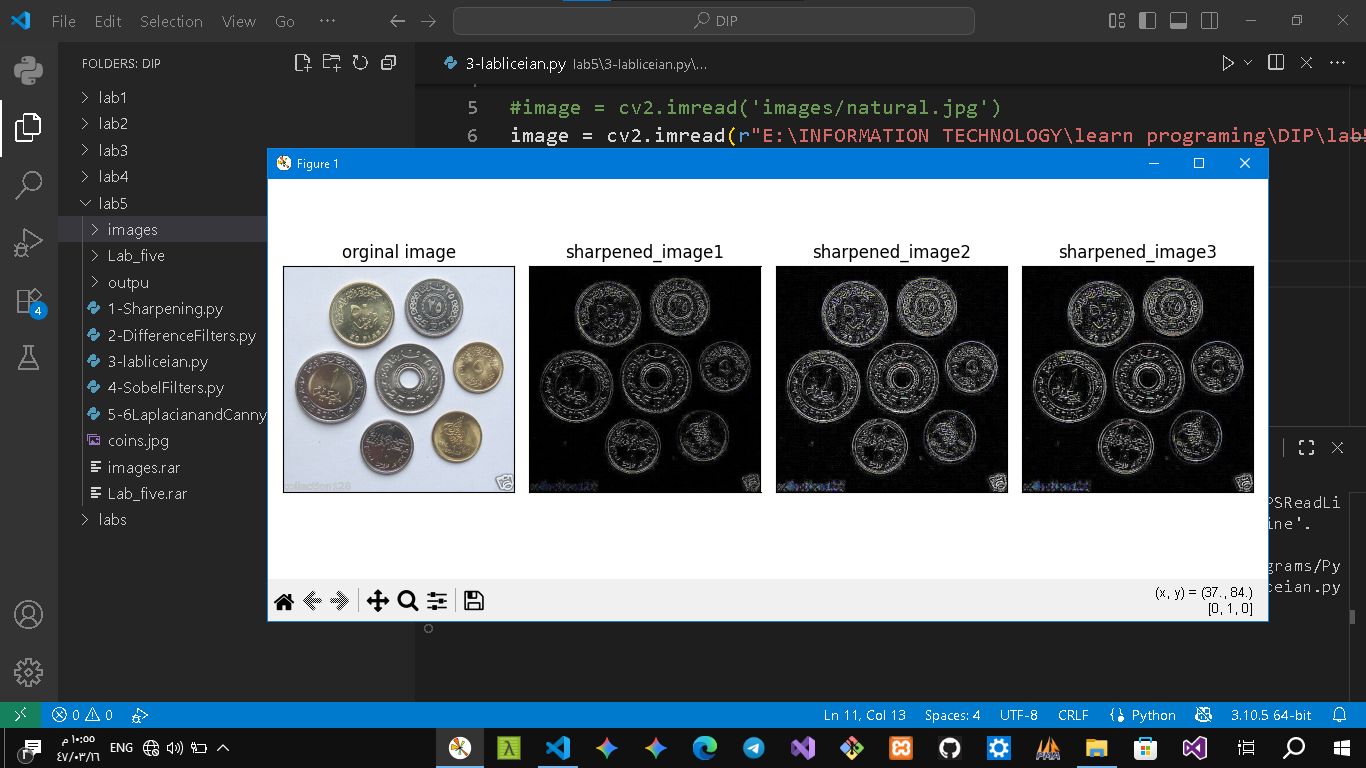 File Edit Selection View Go ···
DIP
FOLDERS: DIP
lab1
lab2
lab3
lab4
lab5
images
Lab_five
outpu
1-Sharpening.py
2-DifferenceFilters.py
3-labliceian.py
4-SobelFilters.py
5-6LaplacianandCanny
coins.jpg
images.rar
Lab_five.rar
labs
4
3-labliceian.py lab5\3-labliceian.py\...
5 #image = cv2.imread('images/natural.jpg')
6 image = cv2.imread(r"E:\INFORMATION TECHNOLOGY\learn programing\DIP\lab5
Figure 1
orginal image
sharpened_image1
sharpened_image2
sharpened_image3
collection128
(x, y) = (37., 84.)
[0, 1, 0]
PSReadLi
ine'.
grams/Py
ceian.py
0 0
Ln 11, Col 13 Spaces: 4 UTF-8 CRLF Python 3.10.5 64-bit
ENG
١٠:٥٥ م
٤٧/٠٣/١٦